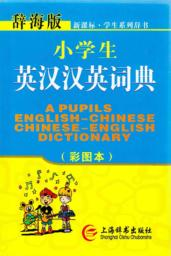 辞海版
新课标·学生系列辞书
小学生
英汉汉英词典
A PUPILS
ENGLISH-CHINESE
CHINESE-ENGLISH
DICTIONARY
(彩图本)
上海辞书出版社
Shanghai Cishu Chubanshe